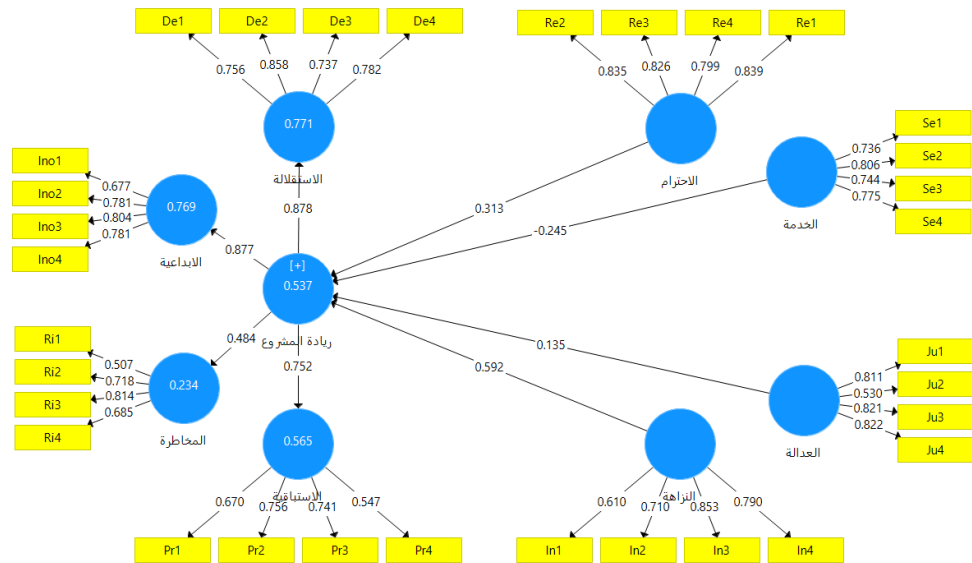 De1 De2 De3 De4
Re2 Re3 Re4 Re1
0.756 0.858 0.737 0.782
0.835 0.826 0.799 0.839
0.771
الاستقلالة
الاحترام
Se1
Se2
Se3
Se4
0.736
0.806
0.744
0.775
الخدمة
Ino1
Ino2
Ino3
Ino4
0.677
0.781
0.804
0.781
0.769
الابداعية
0.878
0.877
0.313
-0.245
[+]
0.537
ريادة المشروع
0.484
0.752
0.135
0.592
Ri1
Ri2
Ri3
Ri4
0.507
0.718
0.814
0.685
0.234
المخاطرة
0.565
الاستباقية
0.670 0.756 0.741 0.547
Pr1 Pr2 Pr3 Pr4
النزاهة
0.610 0.710 0.853 0.790
In1 In2 In3 In4
العدالة
0.811
0.530
0.821
0.822
Ju1
Ju2
Ju3
Ju4